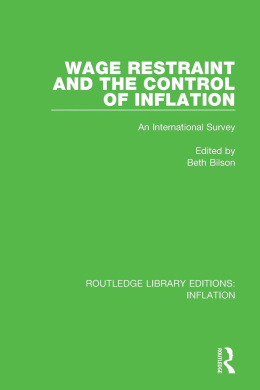 WAGE RESTRAINT
AND THE CONTROL
OF INFLATION
An International Survey
Edited by
Beth Bilson
ROUTLEDGE LIBRARY EDITIONS:
INFLATION
ROUTLEDGE